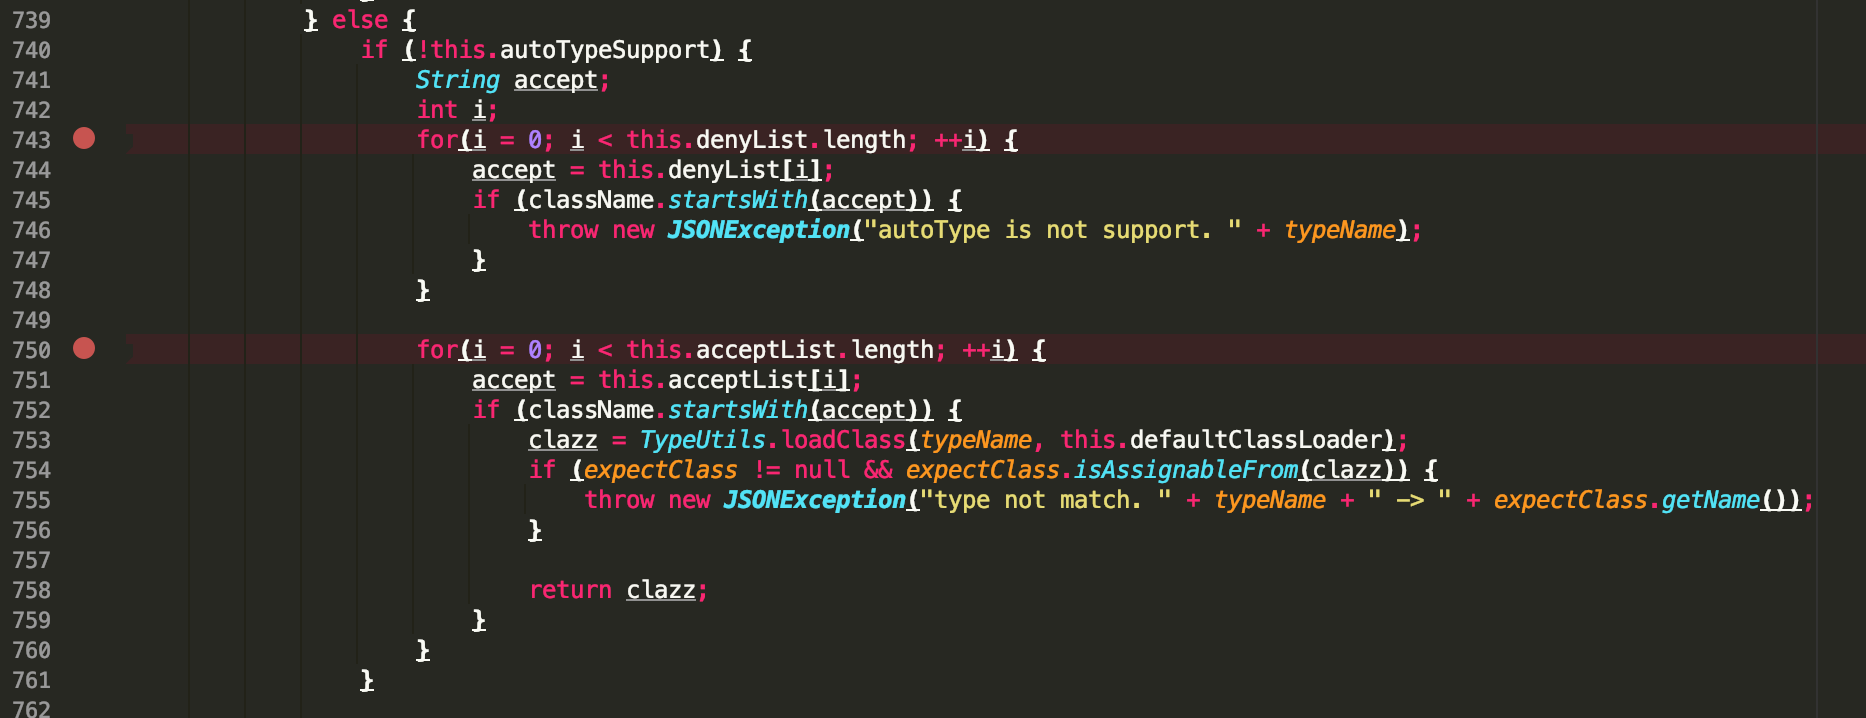 739 } else {
740 if (!this.autoTypeSupport) {
741 String accept;
742 int i;
743 for(i = 0; i < this.denyList.length; ++i) {
744 accept = this.denyList[i];
745 if (className.startsWith(accept)) {
746 throw new JSONException("autoType is not support. " + typeName);
747 }
748 }
749
750 for(i = 0; i < this.acceptList.length; ++i) {
751 accept = this.acceptList[i];
752 if (className.startsWith(accept)) {
753 clazz = TypeUtils.loadClass(typeName, this.defaultClassLoader);
754 if (expectClass != null && expectClass.isAssignableFrom(clazz)) {
755 throw new JSONException("type not match. " + typeName + " -> " + expectClass.getName());
756 }
757
758 return clazz;
759 }
760 }
761 }
762